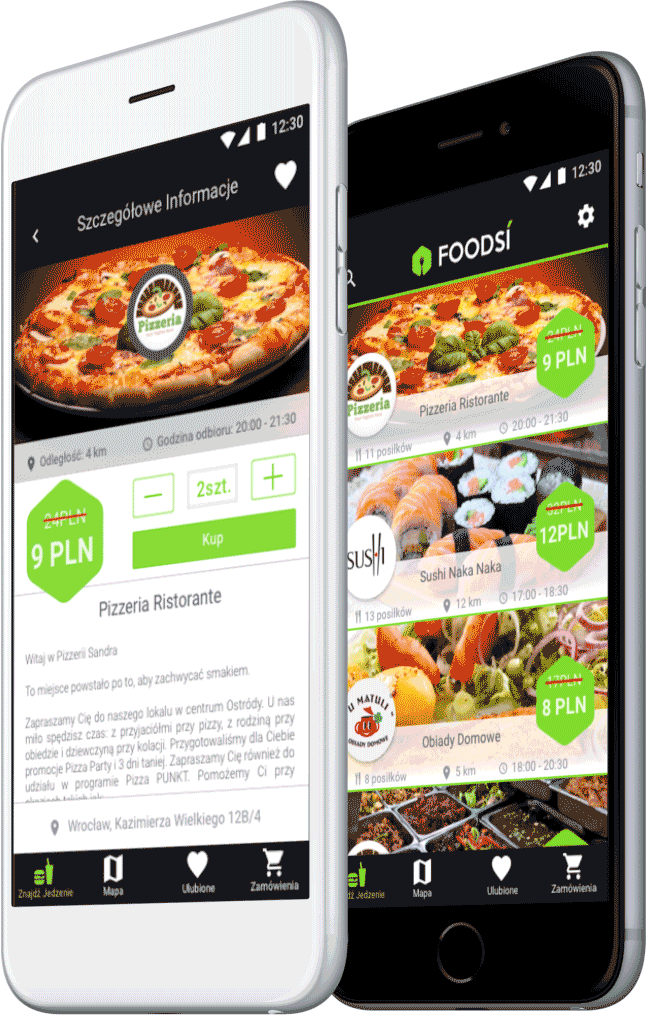 12:30
Szczegółowe Informacje
Pizzeria
Odległość: 4 km
Godzina odbioru: 20:00 - 21:30
24PLN
9 PLN
2szt.
Kup
Pizzeria Ristorante
Witaj w Pizzerii Sandra
To miejsce powstało po to, aby zachwycać smakiem.
Zapraszamy Cię do naszego lokalu w centrum Ostródy. U nas
miło spędzisz czas: z przyjaciółmi przy pizzy, z rodziną przy
obiedzie i dziewczyną przy kolacji. Przygotowaliśmy dla Ciebie
promocje Pizza Party i 3 dni taniej. Zapraszamy Cię również do
udziału w programie Pizza PUNKT. Pomożemy Ci przy
Wrocław, Kazimierza Wielkiego 12B/4
Znajdź Jedzenie
Mapa
Ulubione
Zamówienia
12:30
FOODSI
24PLN
9 PLN
Pizzeria
Pizzeria Ristorante
11 posiłków
4 km
20:00 - 21:30
32PLN
12PLN
SUSHI
Sushi Naka Naka
13 posiłków
12 km
17:00 - 18:30
17PLN
8 PLN
U MATULI
OBIADY DOMOWE
Obiady Domowe
8 posiłków
5 km
18:00 - 20:30
dź Jedzenie
Mapa
Ulubione
Zamówienia